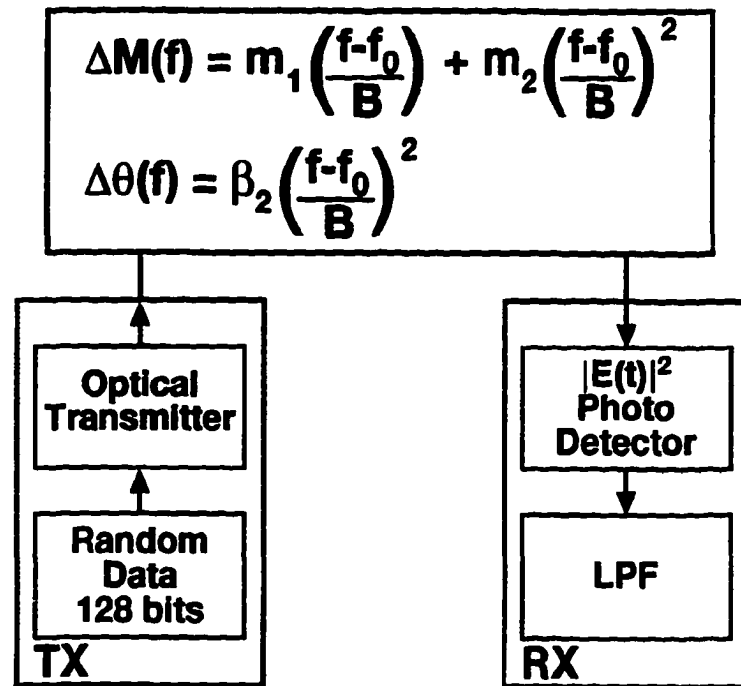 ΔM(f) = m₁((f-f₀)/B) + m₂((f-f₀)/B)²
Δθ(f) = β₂((f-f₀)/B)²
Optical
Transmitter
Random
Data
128 bits
TX
|E(t)|²
Photo
Detector
LPF
RX